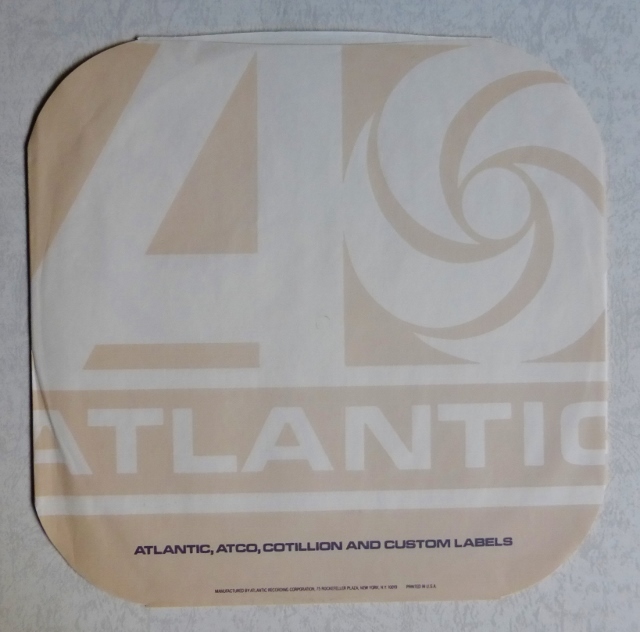 ATLANTIC
ATLANTIC, ATCO, COTILLION AND CUSTOM LABELS
MANUFACTURED BY ATLANTIC RECORDING CORPORATION, 75 ROCKEFELLER PLAZA, NEW YORK, N.Y. 10019 PRINTED IN U.S.A.